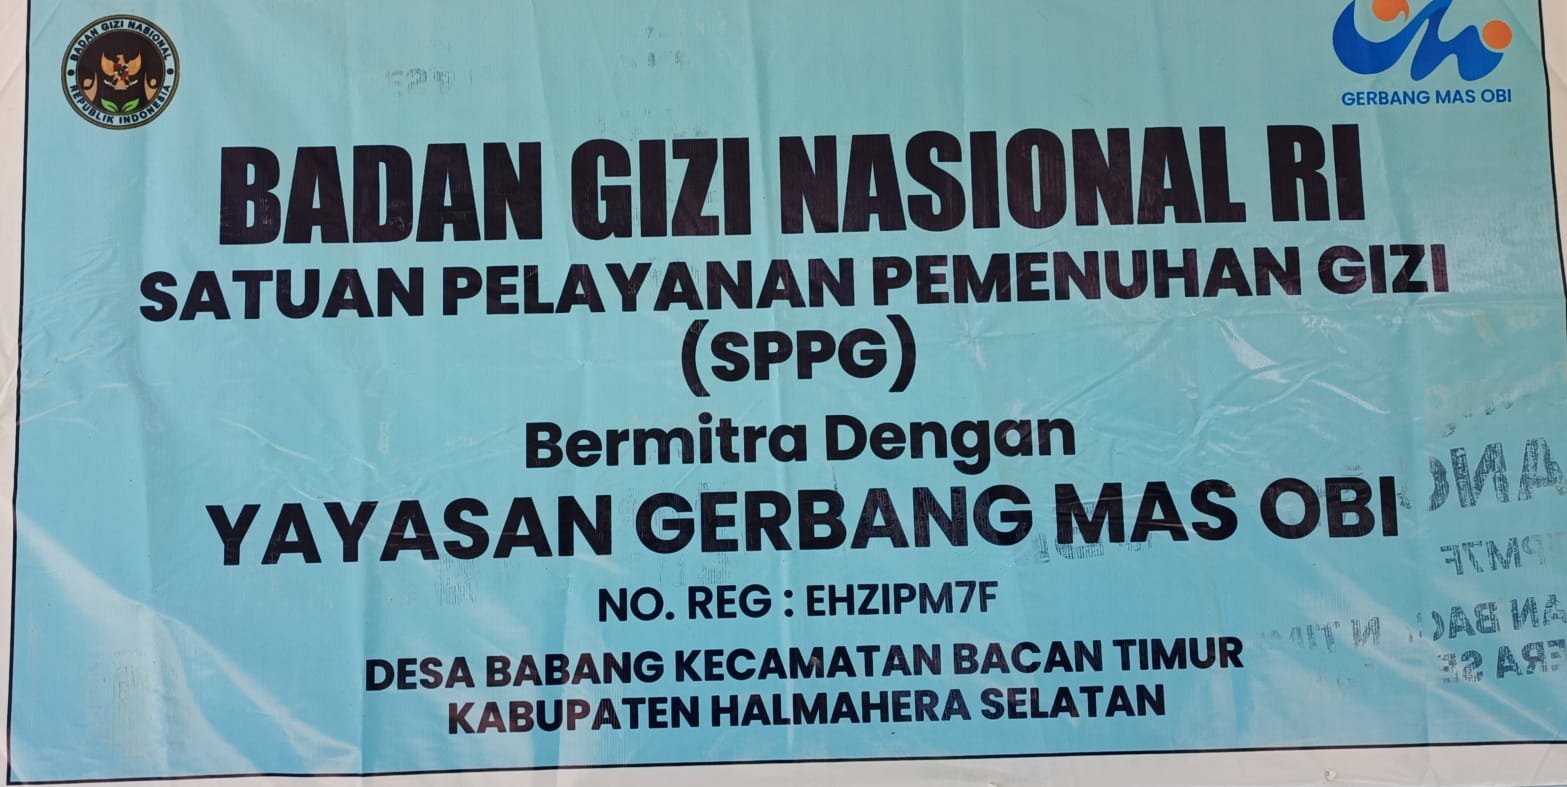 BADAN GIZI NASIONAL
REPUBLIK INDONESIA
GERBANG MAS OBI
BADAN GIZI NASIONAL RI
SATUAN PELAYANAN PEMENUHAN GIZI
(SPPG)
Bermitra Dengan
YAYASAN GERBANG MAS OBI
NO. REG : EHZIPM7F
DESA BABANG KECAMATAN BACAN TIMUR
KABUPATEN HALMAHERA SELATAN